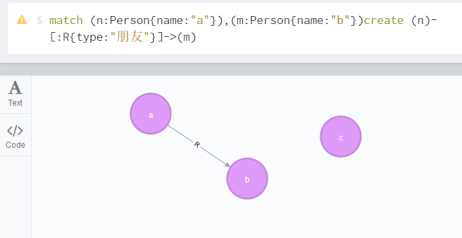 $ match (n:Person{name:"a"}),(m:Person{name:"b"})create (n)-
[:R{type:"朋友"}]->(m)
A
Text
</>
Code
a
R
b
c